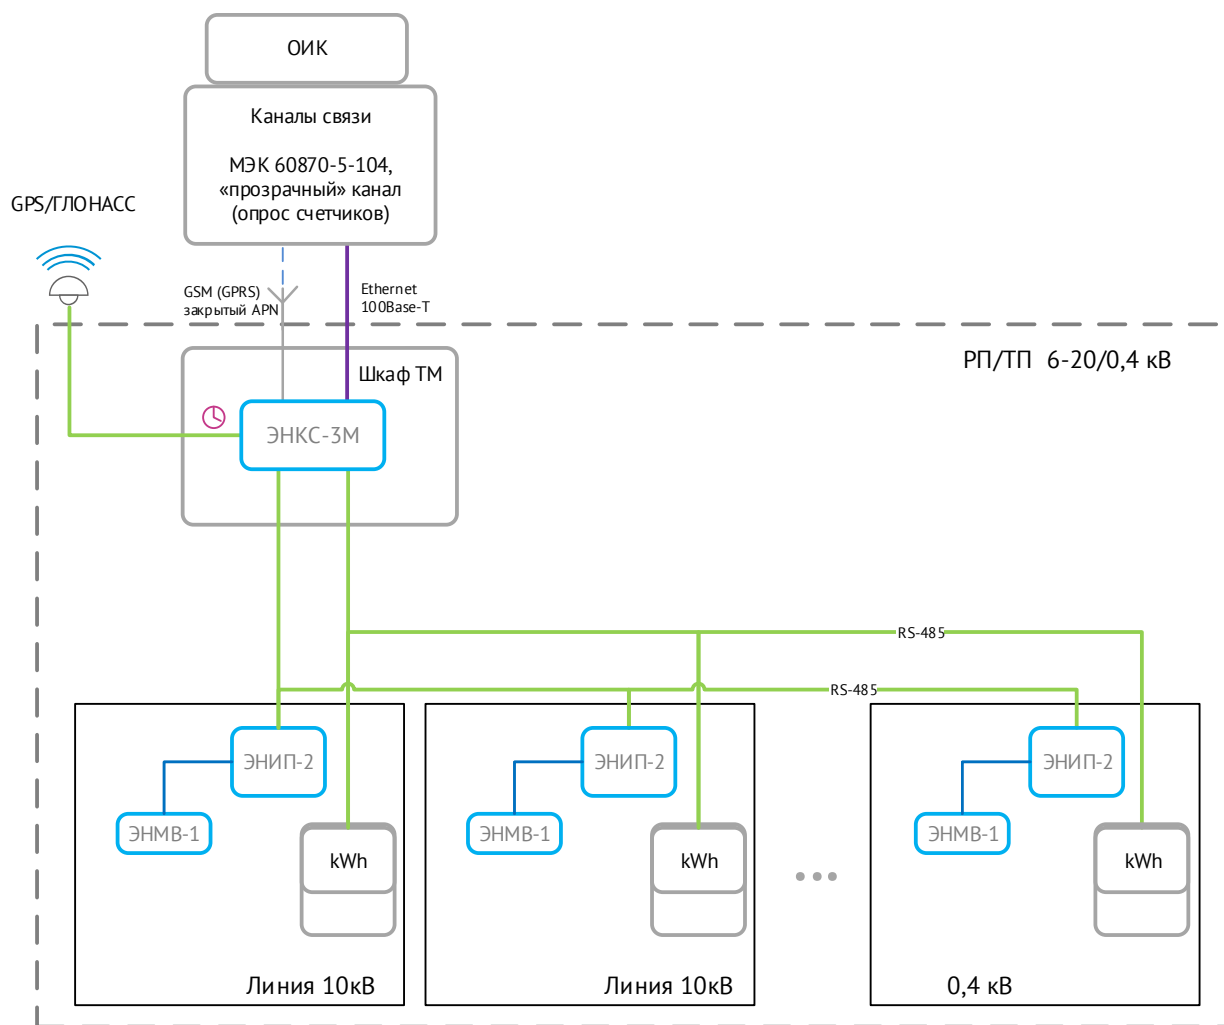 ОИК
Каналы связи
МЭК 60870-5-104,
«прозрачный» канал
(опрос счетчиков)
GPS/ГЛОНАСС
GSM (GPRS)
закрытый APN
Ethernet
100Base-T
РП/ТП 6-20/0,4 кВ
Шкаф ТМ
ЭНКС-3М
RS-485
RS-485
ЭНИП-2
ЭНМВ-1
kWh
Линия 10кВ
ЭНИП-2
ЭНМВ-1
kWh
Линия 10кВ
ЭНИП-2
ЭНМВ-1
kWh
0,4 кВ